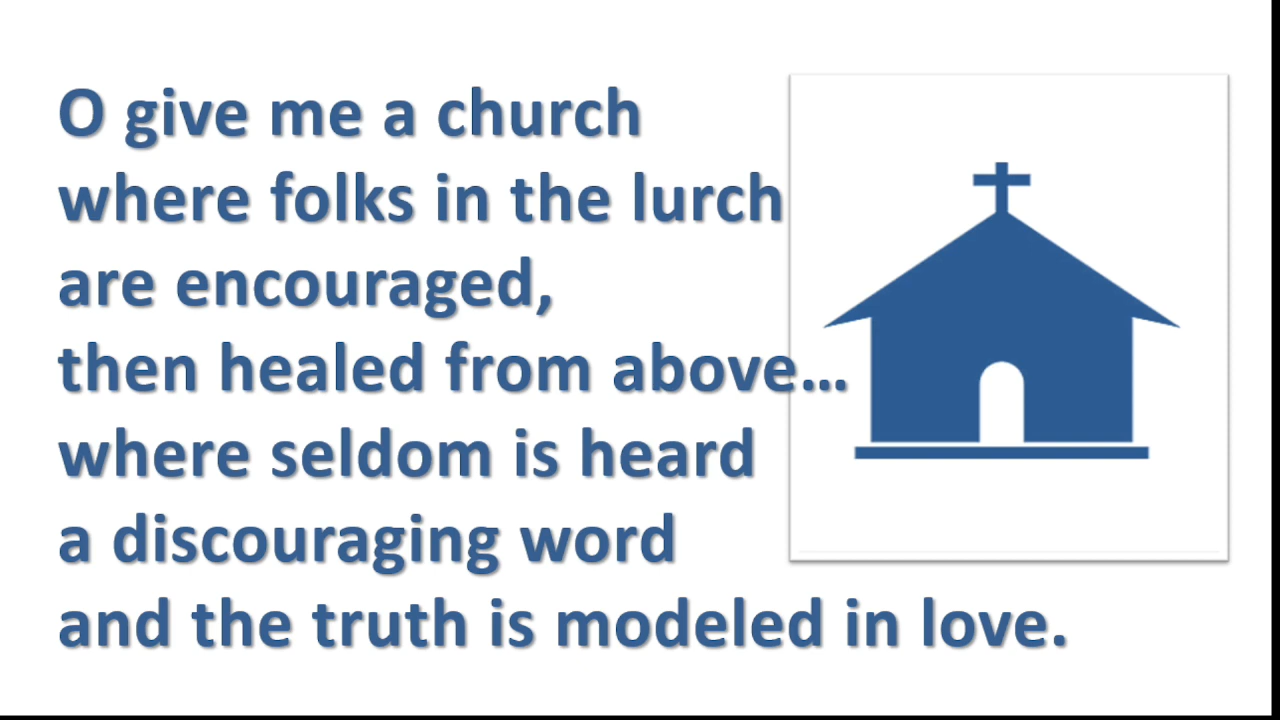 O give me a church
where folks in the lurch
are encouraged,
then healed from above...
where seldom is heard
a discouraging word
and the truth is modeled in love.